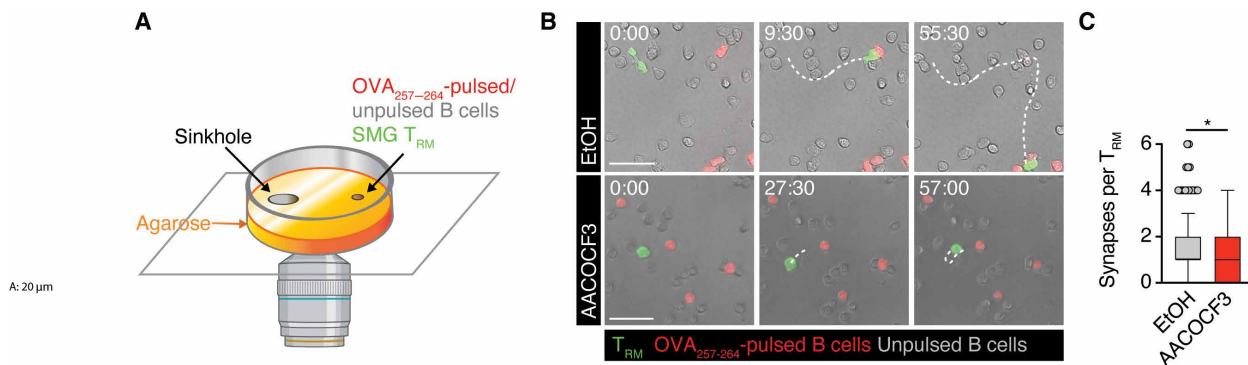 A
OVA257–264-pulsed/
unpulsed B cells
SMG TRM
Sinkhole
Agarose
A: 20 µm
B
EtOH
0:00
9:30
55:30
AACOCF3
0:00
27:30
57:00
TRM OVA257-264-pulsed B cells Unpulsed B cells
C
*
Synapses per TRM
6
4
2
0
EtOH
AACOCF3